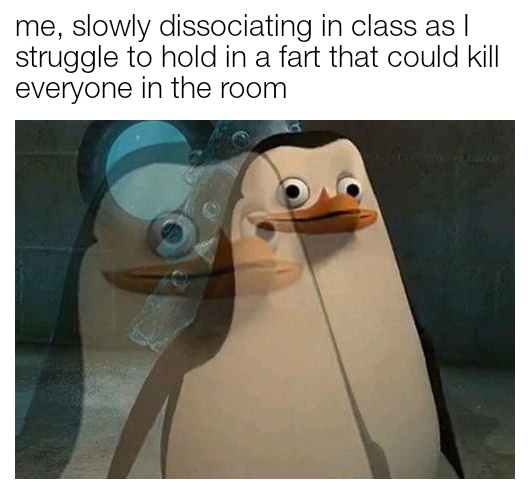 me, slowly dissociating in class as I
struggle to hold in a fart that could kill
everyone in the room